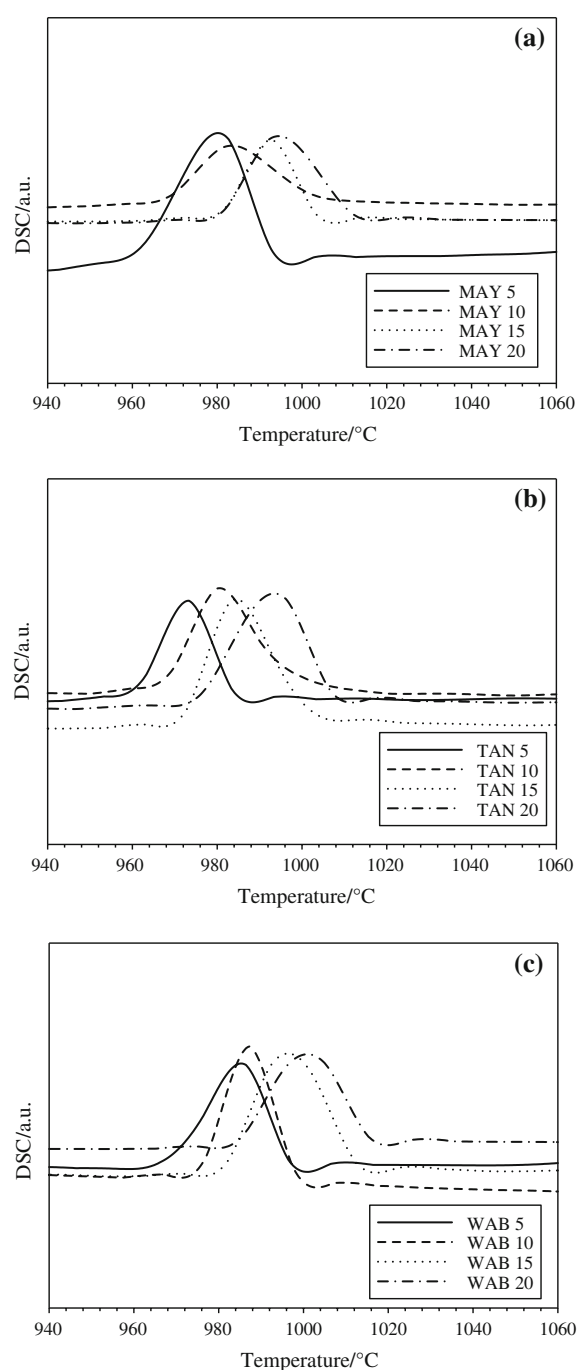 (a)
DSC/a.u.
MAY 5
MAY 10
MAY 15
MAY 20
940 960 980 1000 1020 1040 1060
Temperature/°C
(b)
DSC/a.u.
TAN 5
TAN 10
TAN 15
TAN 20
940 960 980 1000 1020 1040 1060
Temperature/°C
(c)
DSC/a.u.
WAB 5
WAB 10
WAB 15
WAB 20
940 960 980 1000 1020 1040 1060
Temperature/°C